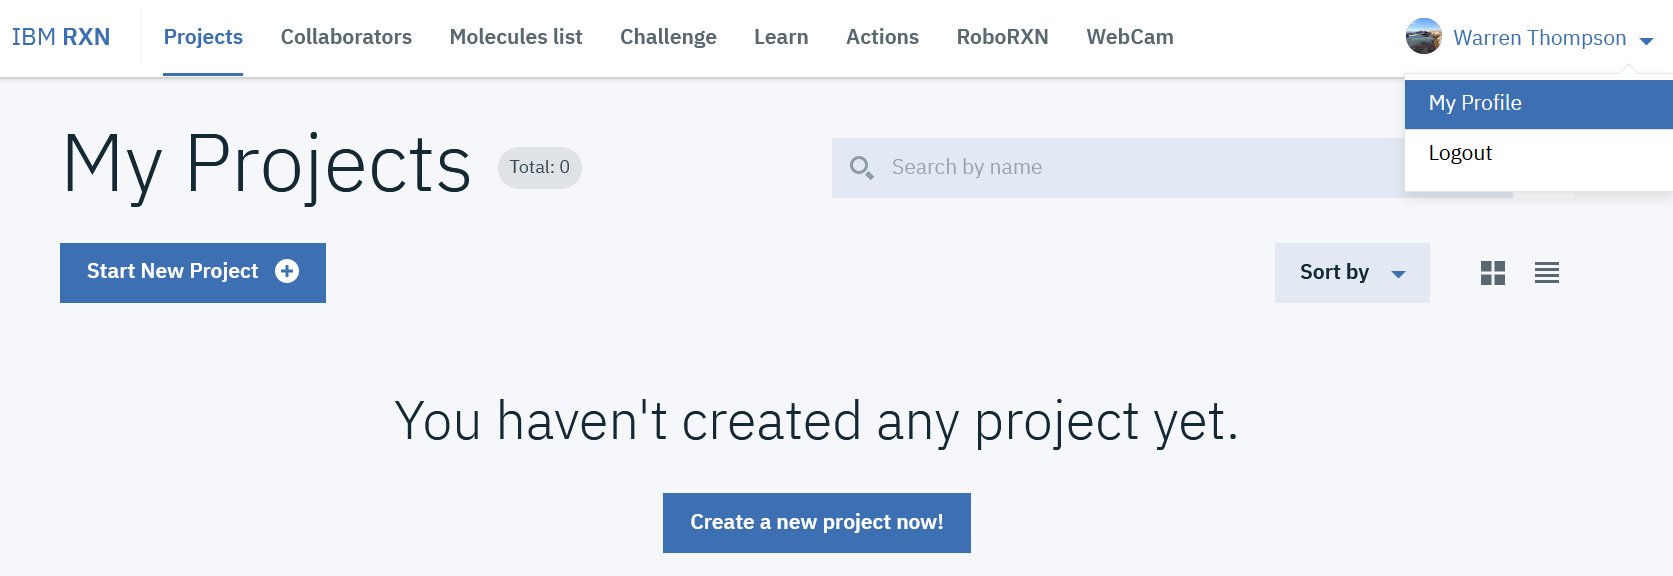 IBM RXN Projects Collaborators Molecules list Challenge Learn Actions RoboRXN WebCam Warren Thompson
My Profile
Logout
My Projects Total: 0 Search by name
Start New Project Sort by
You haven't created any project yet.
Create a new project now!